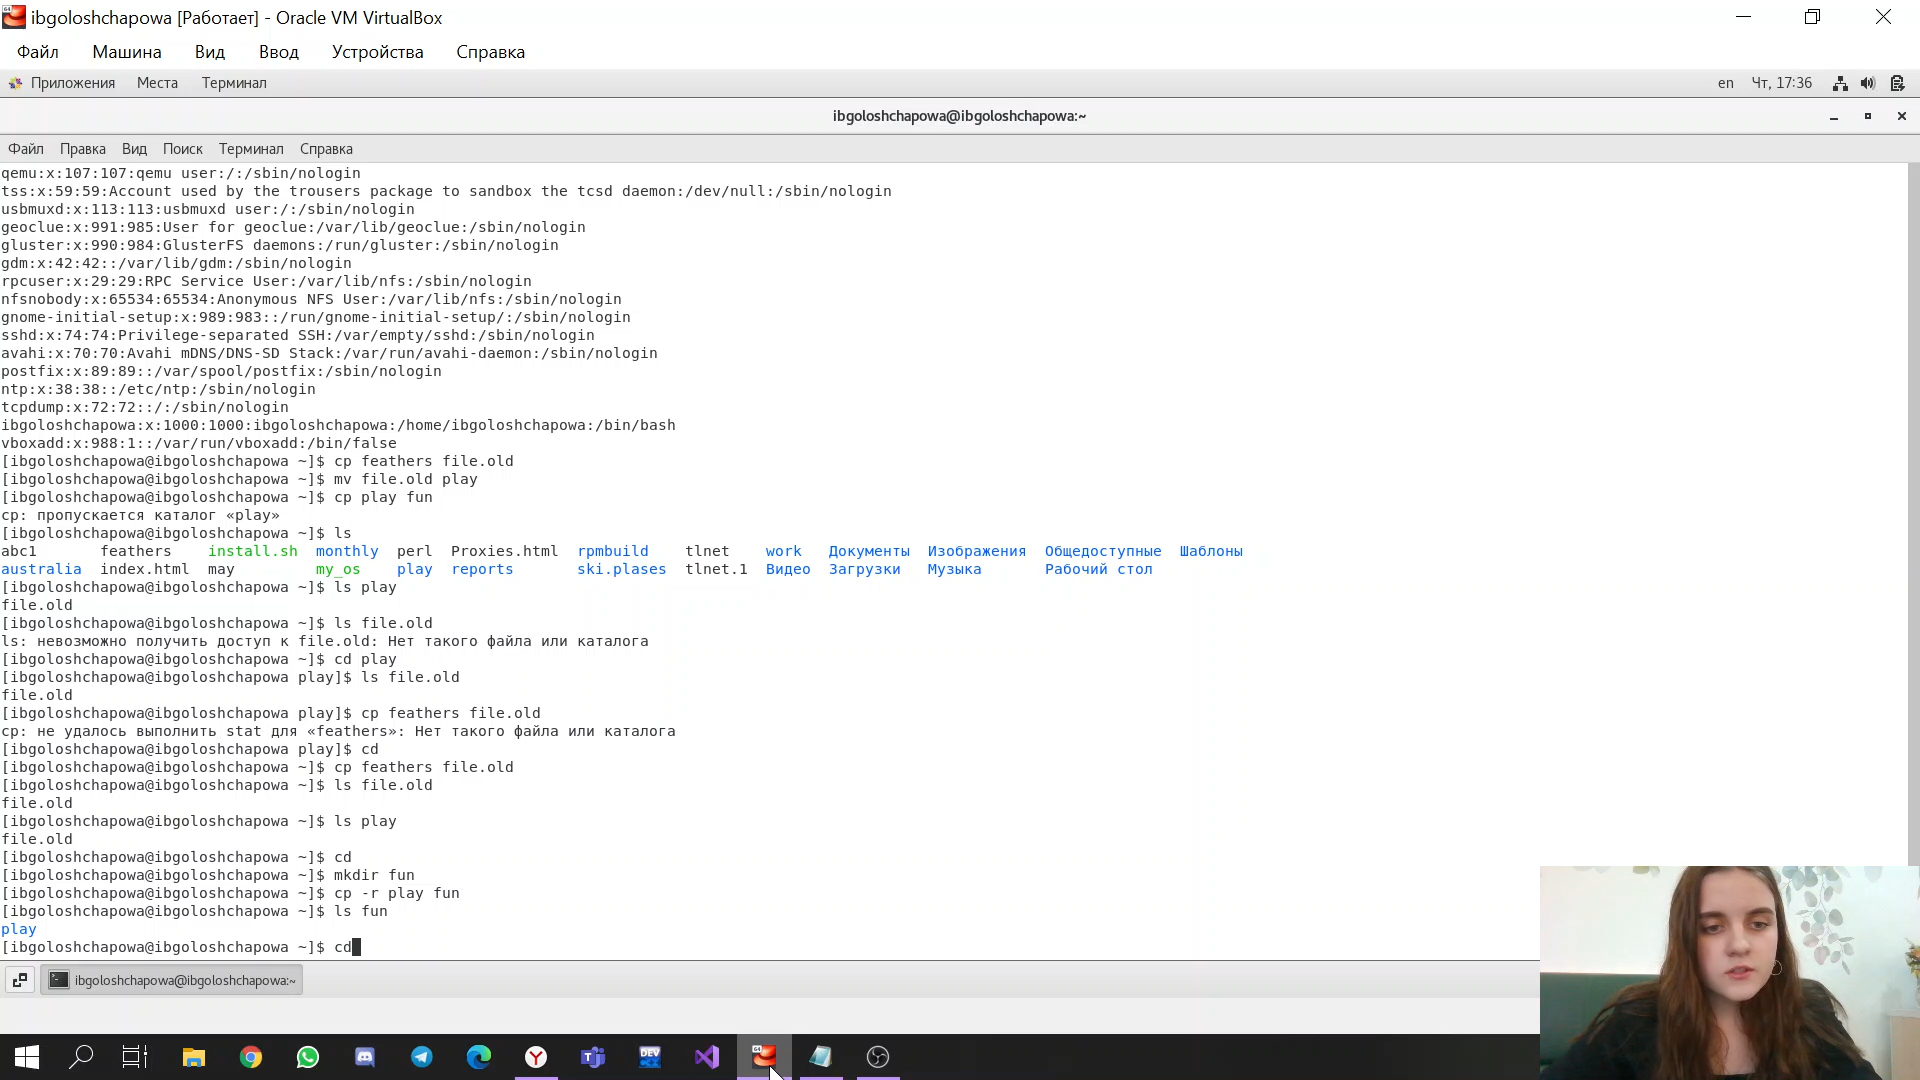 ibgoloshchapowa [Работает] - Oracle VM VirtualBox
Файл Машина Вид Ввод Устройства Справка
Приложения Места Терминал en Чт, 17:36
ibgoloshchapowa@ibgoloshchapowa:~
Файл Правка Вид Поиск Терминал Справка
qemu:x:107:107:qemu user:/:/sbin/nologin
tss:x:59:59:Account used by the trousers package to sandbox the tcsd daemon:/dev/null:/sbin/nologin
usbmuxd:x:113:113:usbmuxd user:/:/sbin/nologin
geoclue:x:991:985:User for geoclue:/var/lib/geoclue:/sbin/nologin
gluster:x:990:984:GlusterFS daemons:/run/gluster:/sbin/nologin
gdm:x:42:42::/var/lib/gdm:/sbin/nologin
rpcuser:x:29:29:RPC Service User:/var/lib/nfs:/sbin/nologin
nfsnobody:x:65534:65534:Anonymous NFS User:/var/lib/nfs:/sbin/nologin
gnome-initial-setup:x:989:983::/run/gnome-initial-setup/:/sbin/nologin
sshd:x:74:74:Privilege-separated SSH:/var/empty/sshd:/sbin/nologin
avahi:x:70:70:Avahi mDNS/DNS-SD Stack:/var/run/avahi-daemon:/sbin/nologin
postfix:x:89:89::/var/spool/postfix:/sbin/nologin
ntp:x:38:38::/etc/ntp:/sbin/nologin
tcpdump:x:72:72::/:/sbin/nologin
ibgoloshchapowa:x:1000:1000:ibgoloshchapowa:/home/ibgoloshchapowa:/bin/bash
vboxadd:x:988:1::/var/run/vboxadd:/bin/false
[ibgoloshchapowa@ibgoloshchapowa ~]$ cp feathers file.old
[ibgoloshchapowa@ibgoloshchapowa ~]$ mv file.old play
[ibgoloshchapowa@ibgoloshchapowa ~]$ cp play fun
cp: пропускается каталог «play»
[ibgoloshchapowa@ibgoloshchapowa ~]$ ls
abc1 feathers install.sh monthly perl Proxies.html rpmbuild tlnet work Документы Изображения Общедоступные Шаблоны
australia index.html may my_os play reports ski.plases tlnet.1 Видео Загрузки Музыка Рабочий стол
[ibgoloshchapowa@ibgoloshchapowa ~]$ ls play
file.old
[ibgoloshchapowa@ibgoloshchapowa ~]$ ls file.old
ls: невозможно получить доступ к file.old: Нет такого файла или каталога
[ibgoloshchapowa@ibgoloshchapowa ~]$ cd play
[ibgoloshchapowa@ibgoloshchapowa play]$ ls file.old
file.old
[ibgoloshchapowa@ibgoloshchapowa play]$ cp feathers file.old
cp: не удалось выполнить stat для «feathers»: Нет такого файла или каталога
[ibgoloshchapowa@ibgoloshchapowa play]$ cd
[ibgoloshchapowa@ibgoloshchapowa ~]$ cp feathers file.old
[ibgoloshchapowa@ibgoloshchapowa ~]$ ls file.old
file.old
[ibgoloshchapowa@ibgoloshchapowa ~]$ ls play
file.old
[ibgoloshchapowa@ibgoloshchapowa ~]$ cd
[ibgoloshchapowa@ibgoloshchapowa ~]$ mkdir fun
[ibgoloshchapowa@ibgoloshchapowa ~]$ cp -r play fun
[ibgoloshchapowa@ibgoloshchapowa ~]$ ls fun
play
[ibgoloshchapowa@ibgoloshchapowa ~]$ cd
ibgoloshchapowa@ibgoloshchapowa:~
DEV